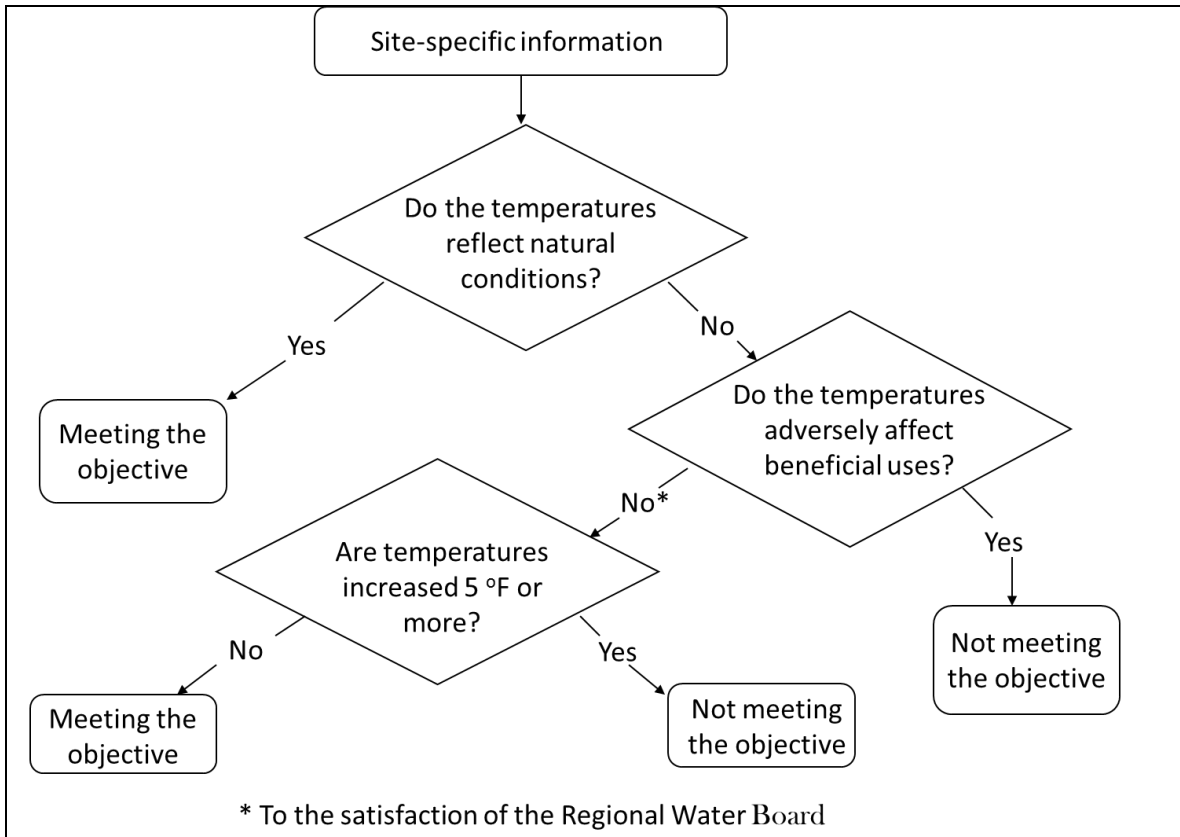 Site-specific information
Do the temperatures
reflect natural
conditions?
Yes
No
Meeting the
objective
Do the temperatures
adversely affect
beneficial uses?
No*
Yes
Are temperatures
increased 5 ᵒF or
more?
No
Yes
Not meeting
the objective
Meeting the
objective
Not meeting
the objective
* To the satisfaction of the Regional Water Board